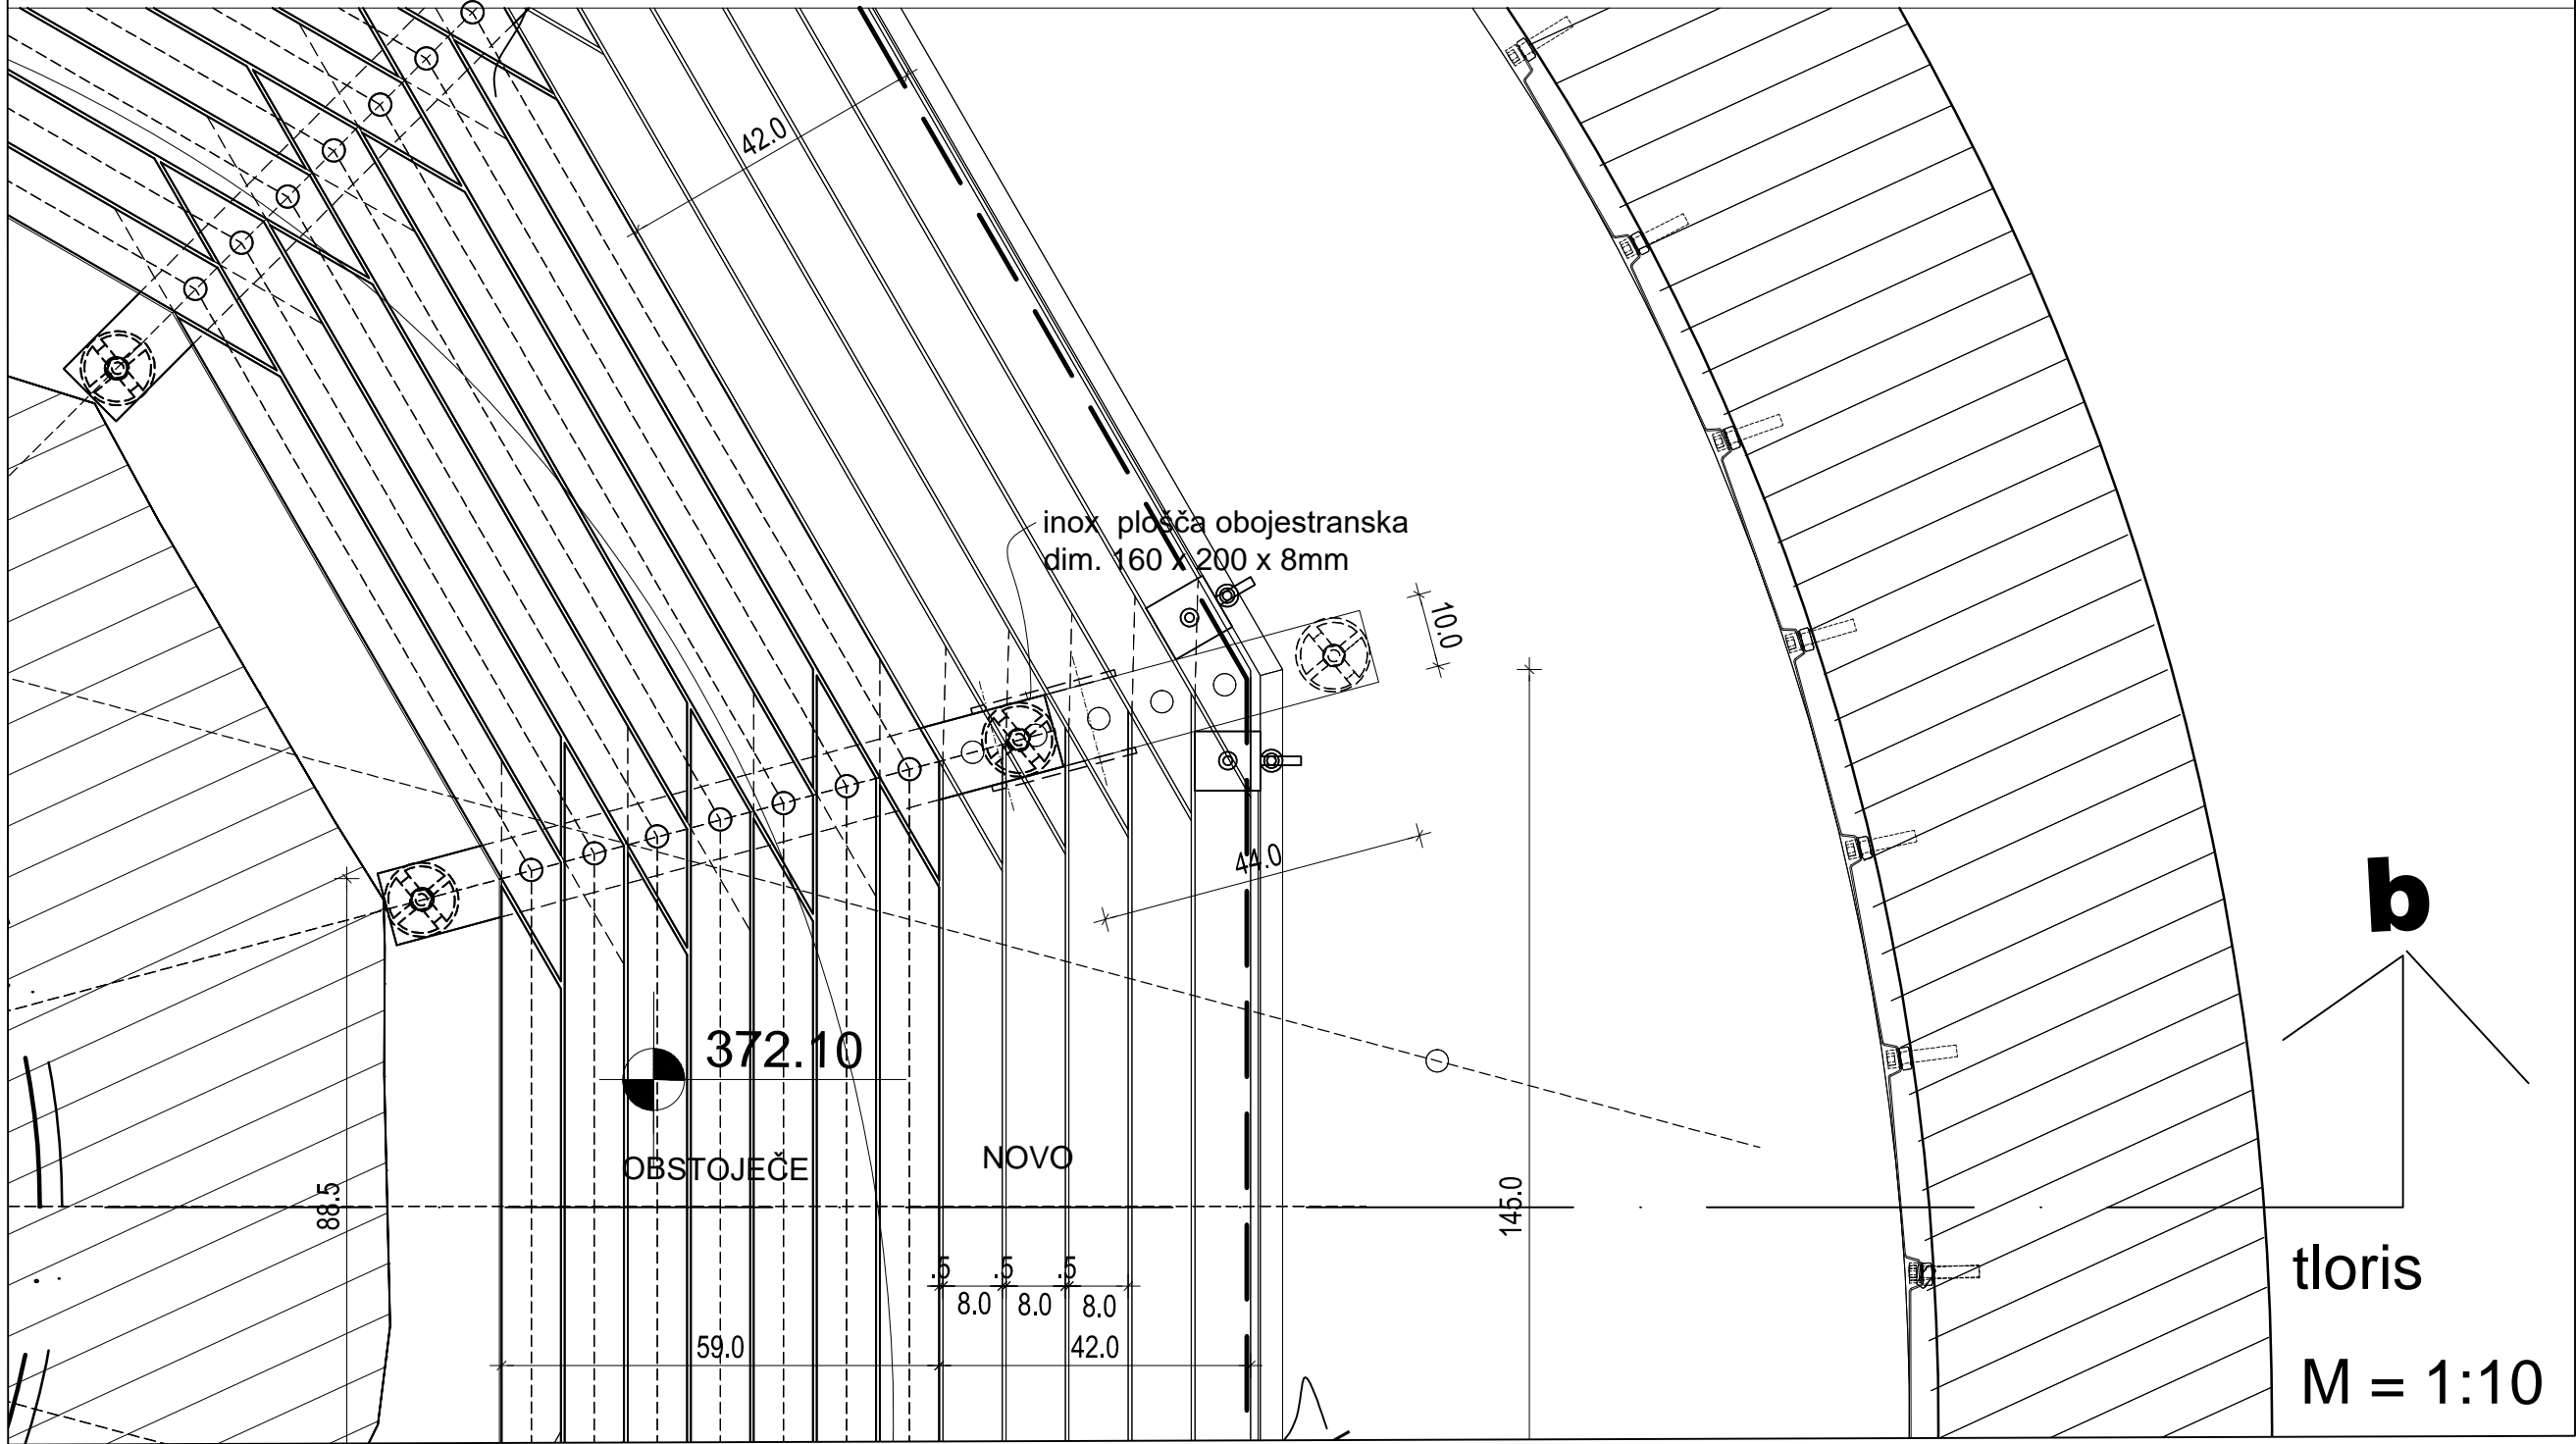 42.0
inox plošča obojestranska
dim. 160 x 200 x 8mm
10.0
44.0
b
372.10
OBSTOJEČE
NOVO
88.5
145.0
.5 .5 .5
8.0 8.0 8.0
59.0 42.0
tloris
M = 1:10